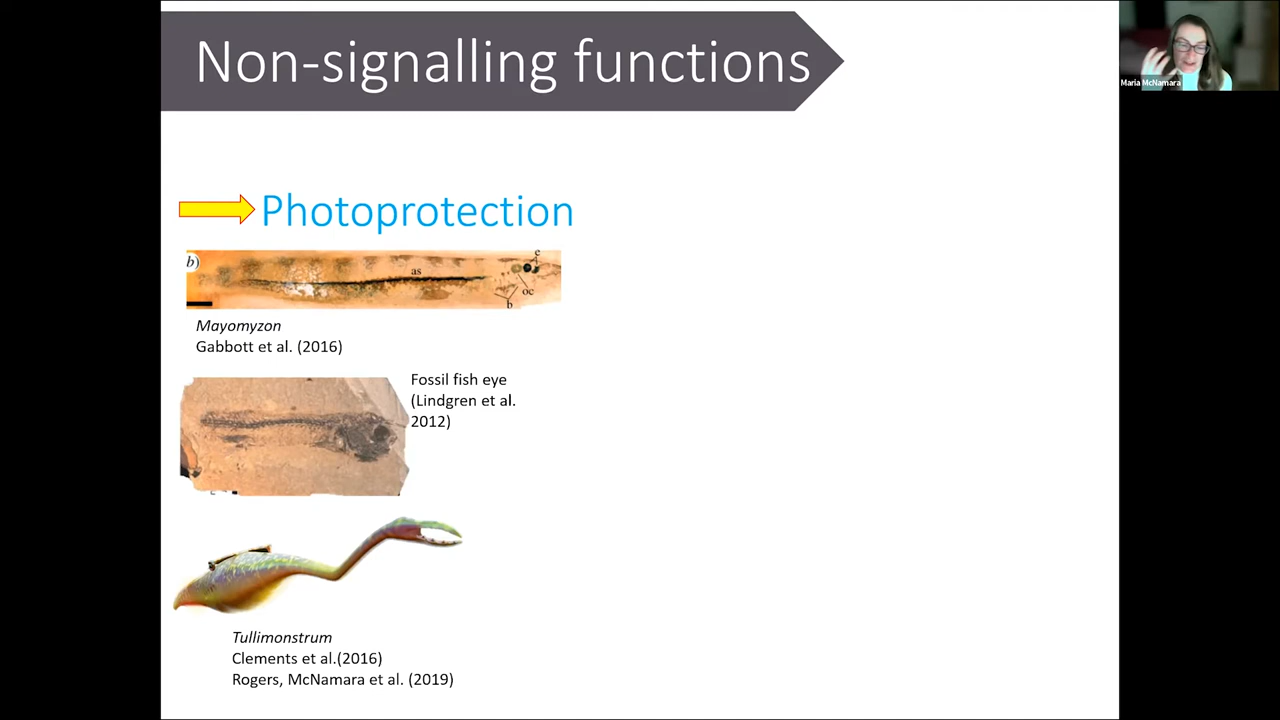 Non-signalling functions
Maria McNamara
Photoprotection
b)
as
e
oc
b
Mayomyzon
Gabbott et al. (2016)
Fossil fish eye
(Lindgren et al.
2012)
Tullimonstrum
Clements et al.(2016)
Rogers, McNamara et al. (2019)